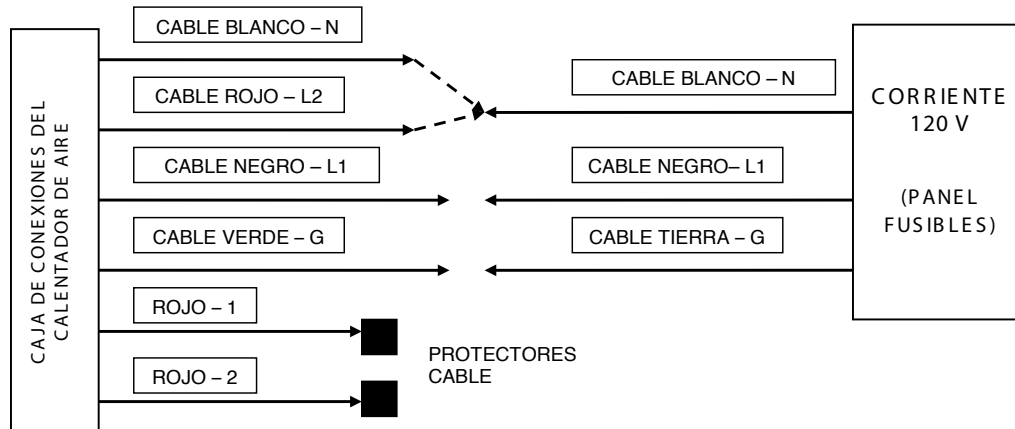 CAJA DE CONEXIONES DEL
CALENTADOR DE AIRE
CABLE BLANCO – N
CABLE ROJO – L2
CABLE NEGRO – L1
CABLE VERDE – G
ROJO – 1
ROJO – 2
PROTECTORES
CABLE
CABLE BLANCO – N
CABLE NEGRO– L1
CABLE TIERRA – G
CORRIENTE
120 V
(PANEL
FUSIBLES)